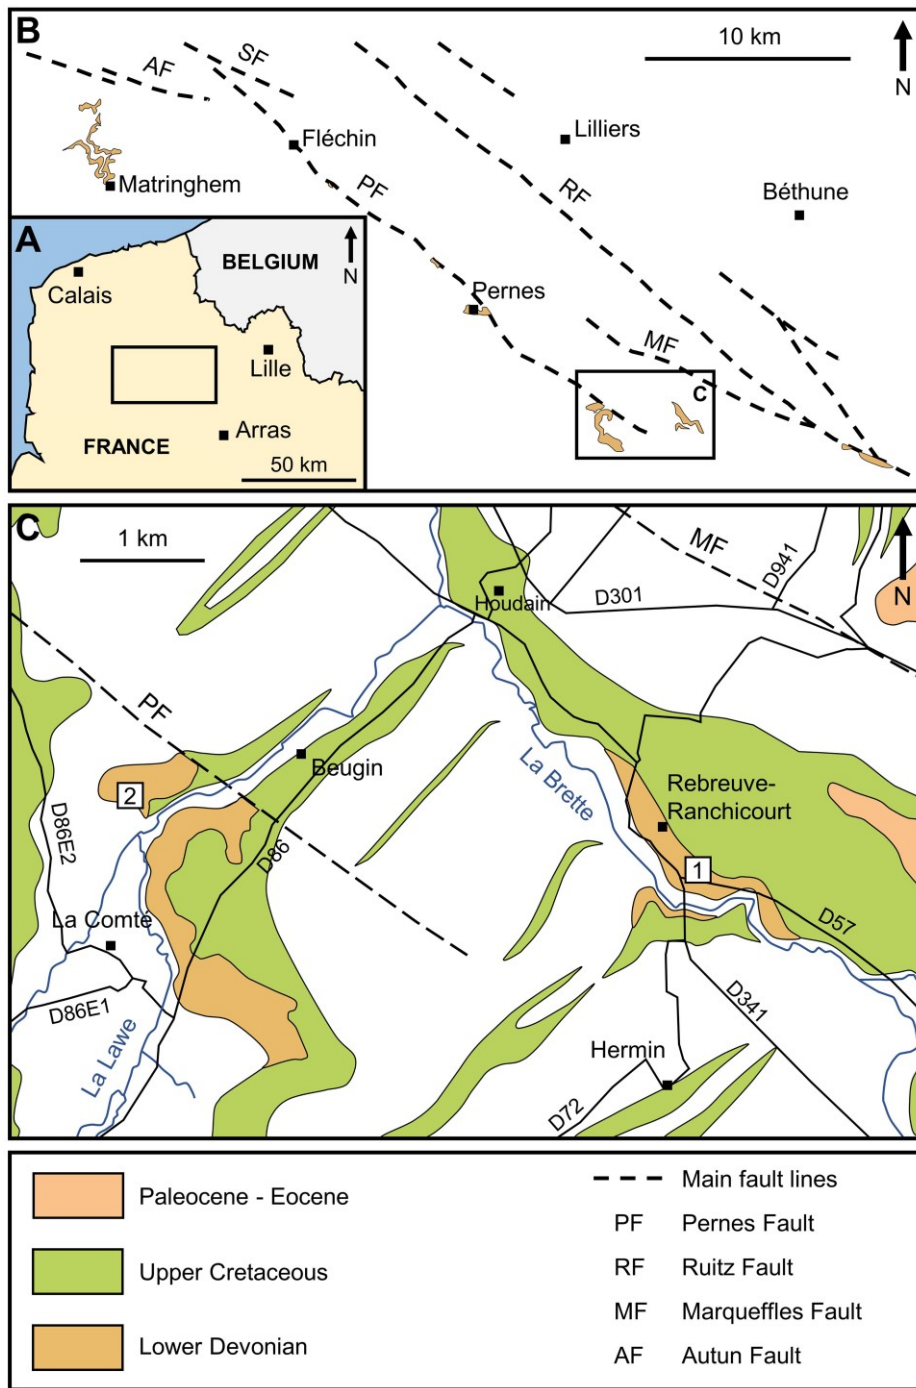 B
10 km
N
AF
SF
Fléchin
Lilliers
Matringhem
PF
RF
Béthune
A
N
BELGIUM
Calais
Pernes
Lille
MF
C
Arras
FRANCE
50 km
C
1 km
MF
D941
N
Houdain
D301
PF
Beugin
La Brette
Rebreuve-
Ranchicourt
2
D86E2
D86
1
La Comté
D57
D86E1
D341
La Lawe
Hermin
D72
Paleocene - Eocene
Upper Cretaceous
Lower Devonian
Main fault lines
PF Pernes Fault
RF Ruitz Fault
MF Marqueffles Fault
AF Autun Fault